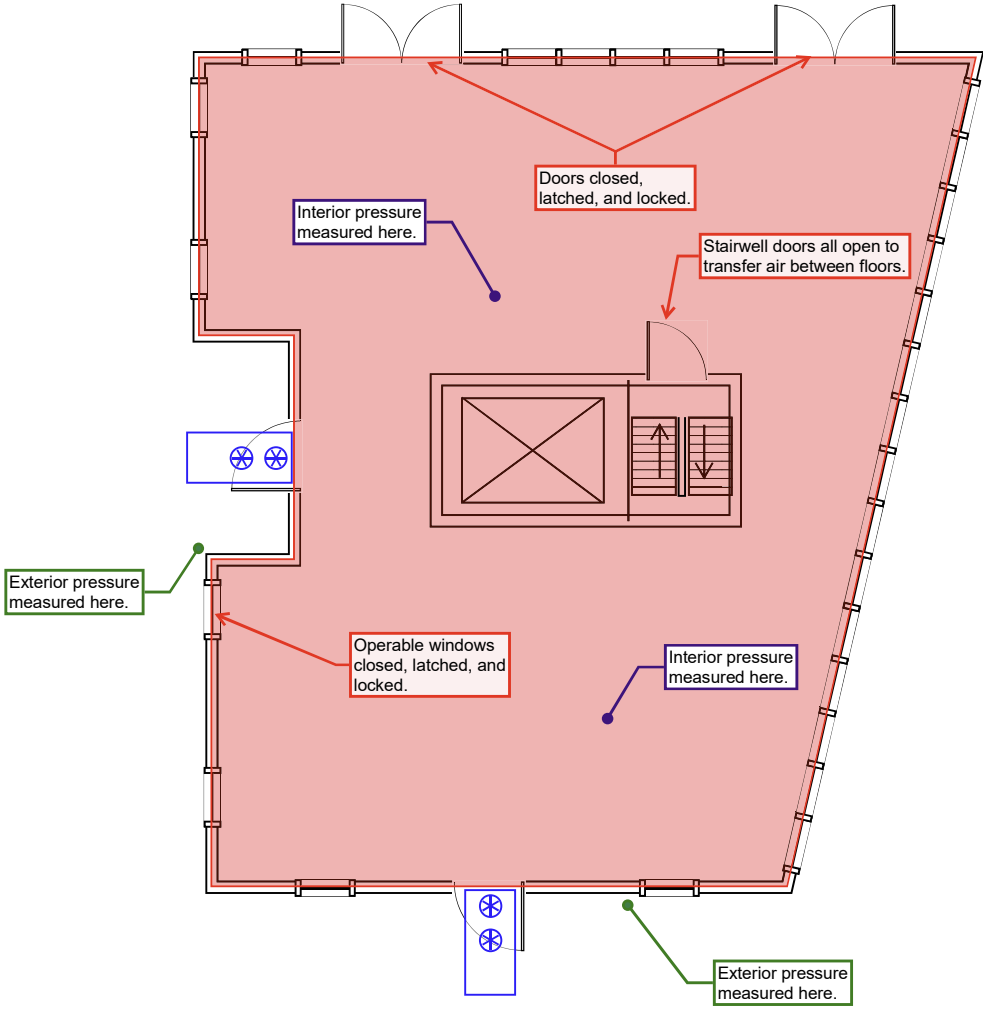 Doors closed,
latched, and locked.
Interior pressure
measured here.
Stairwell doors all open to
transfer air between floors.
Exterior pressure
measured here.
Operable windows
closed, latched, and
locked.
Interior pressure
measured here.
Exterior pressure
measured here.